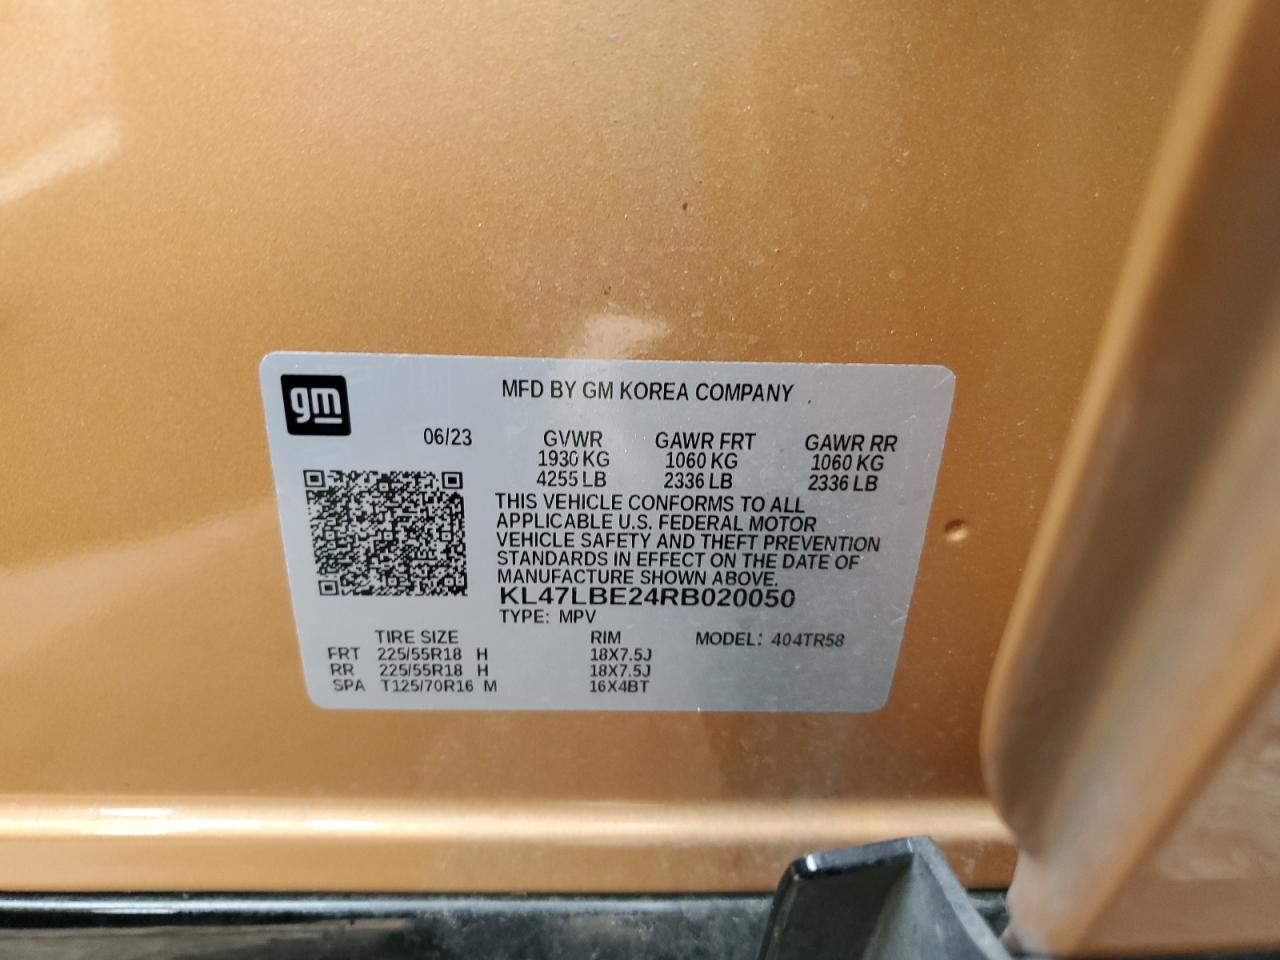 gm
MFD BY GM KOREA COMPANY
06/23
GVWR GAWR FRT GAWR RR
1930 KG 1060 KG 1060 KG
4255 LB 2336 LB 2336 LB
THIS VEHICLE CONFORMS TO ALL
APPLICABLE U.S. FEDERAL MOTOR
VEHICLE SAFETY AND THEFT PREVENTION
STANDARDS IN EFFECT ON THE DATE OF
MANUFACTURE SHOWN ABOVE.
KL47LBE24RB020050
TYPE: MPV
TIRE SIZE RIM MODEL: 404TR58
FRT 225/55R18 H 18X7.5J
RR 225/55R18 H 18X7.5J
SPA T125/70R16 M 16X4BT